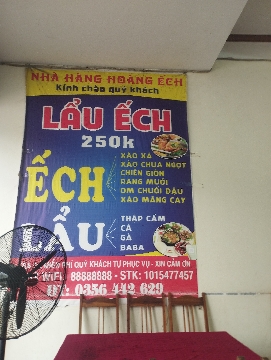 NHÀ HÀNG HOÀNG ẾCH
Kính chào quý khách
LẨU ẾCH
250k
ẾCH
XÀO XẢ
XÀO CHUA NGỌT
CHIÊN GIÒN
RANG MUỐI
OM CHUỐI ĐẬU
XÀO MĂNG CAY
LẨU
THẬP CẨM
CÁ
GÀ
BABA
QUÝ KHÁCH TỰ PHỤC VỤ - XIN CẢM ƠN
WIFI: 88888888 - STK: 1015477457
ĐT: 0356 442 629